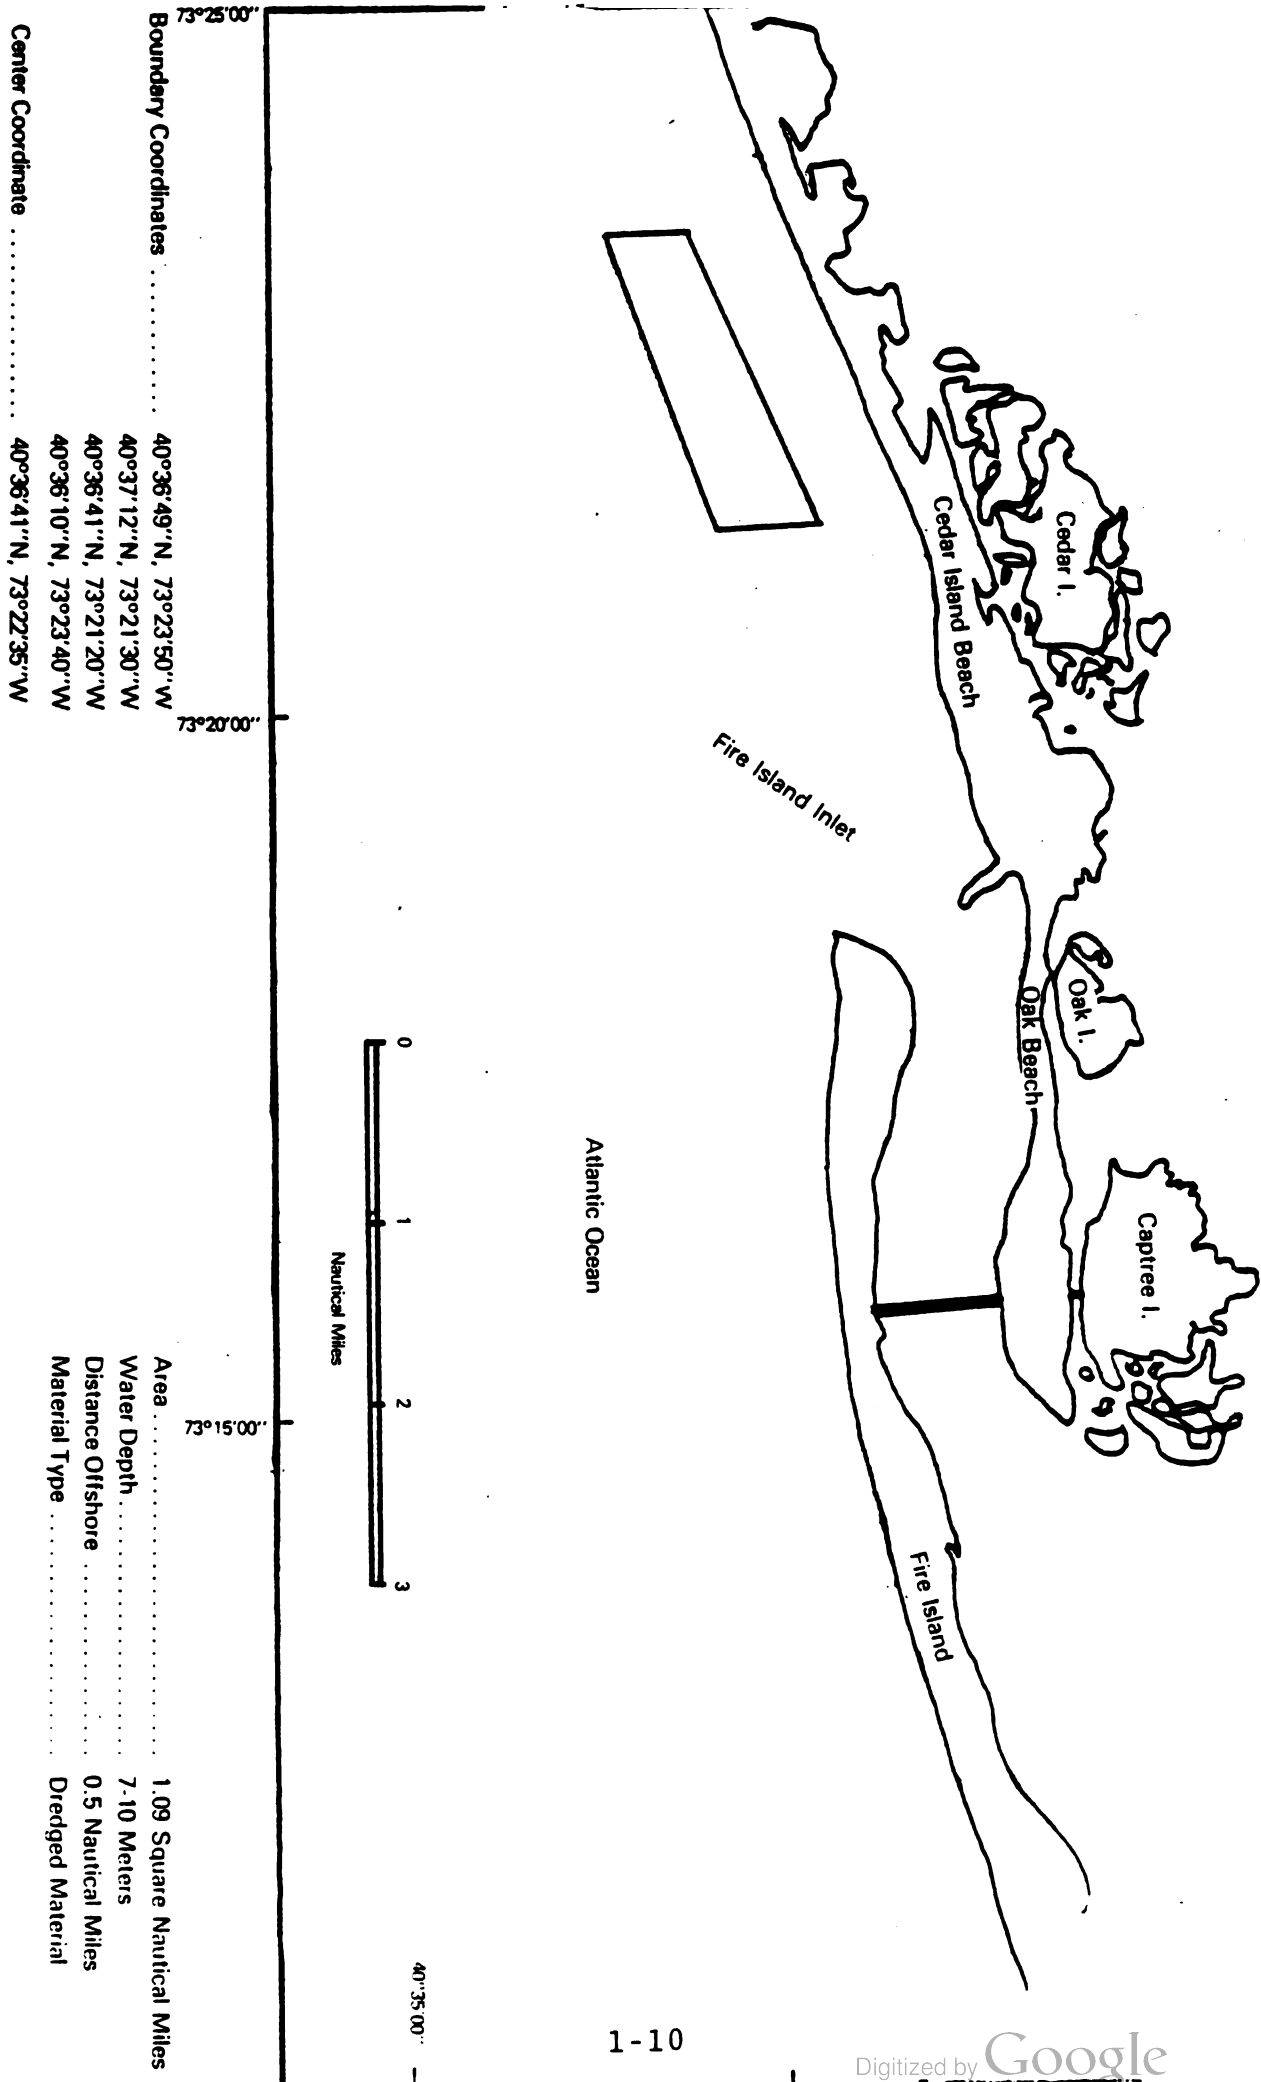 Cedar I.
Cedar Island Beach
Oak I.
Oak Beach
Captree I.
Fire Island Inlet
Fire Island
Atlantic Ocean
40°35'00''
0 1 2 3
Nautical Miles
73°25'00'' 73°20'00'' 73°15'00''
Boundary Coordinates . . . . . . . . . . . 40°36'49''N, 73°23'50''W
40°37'12''N, 73°21'30''W
40°36'41''N, 73°21'20''W
40°36'10''N, 73°23'40''W
Center Coordinate . . . . . . . . . . . . . . 40°36'41''N, 73°22'35''W
Area . . . . . . . . . . . . . . . . . . . . . . . . . 1.09 Square Nautical Miles
Water Depth . . . . . . . . . . . . . . . . . . . 7-10 Meters
Distance Offshore . . . . . . . . . . . . . . 0.5 Nautical Miles
Material Type . . . . . . . . . . . . . . . . . . Dredged Material
1-10
Digitized by Google